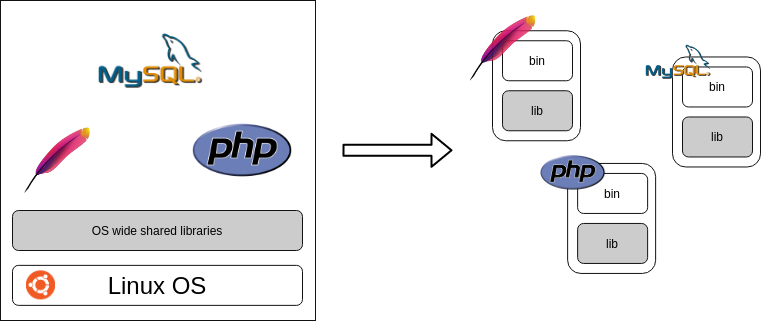 MySQL
php
OS wide shared libraries
Linux OS
bin
lib
MySQL
bin
lib
php
bin
lib